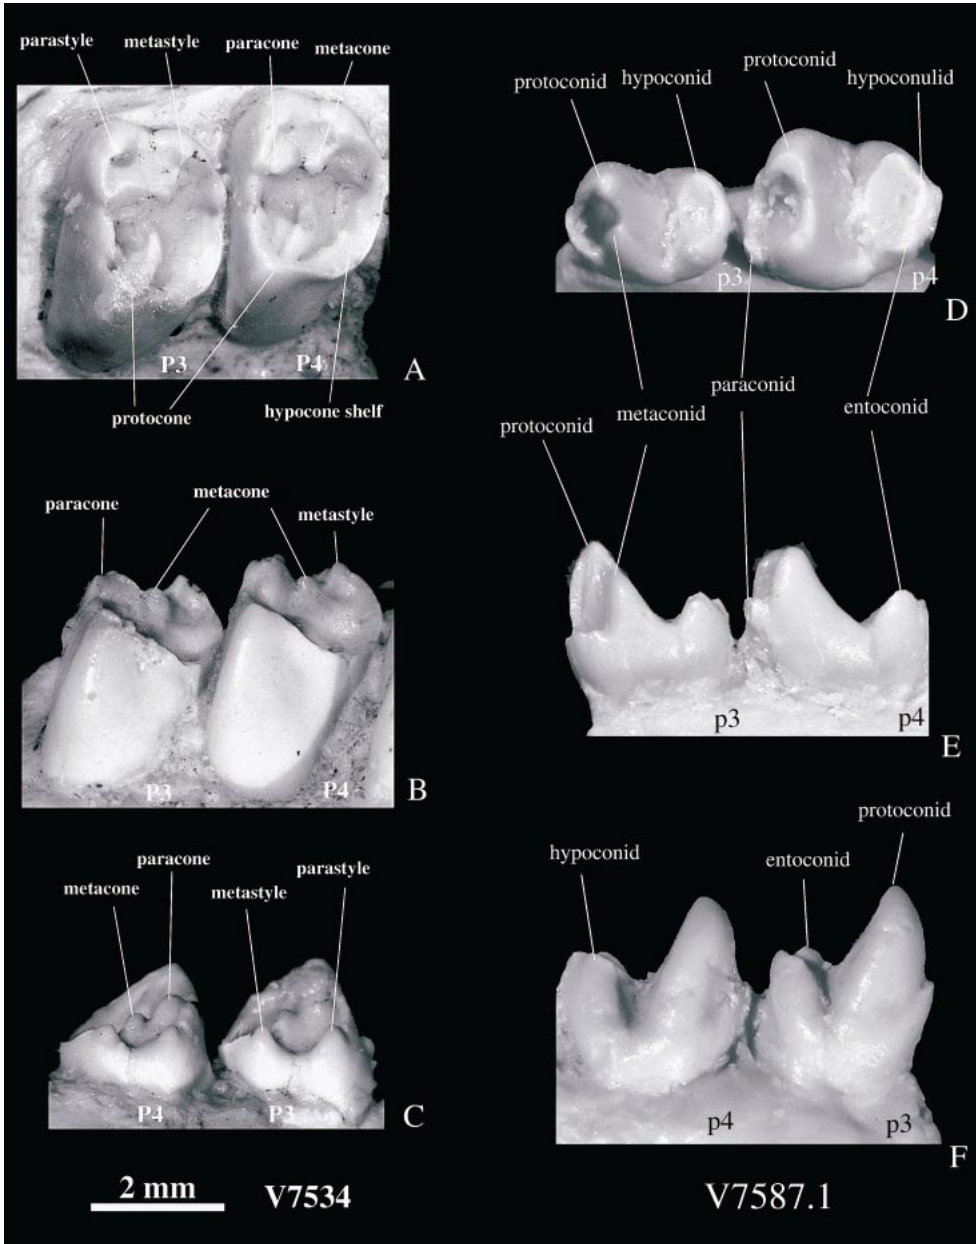 parastyle metastyle paracone metacone
P3 P4
A
protocone hypocone shelf
protoconid hypoconid protoconid hypoconulid
p3 p4
D
paraconid
protoconid metaconid entoconid
paracone metacone metastyle
P3 P4
B
p3 p4
E
metacone paracone metastyle parastyle
P4 P3
C
hypoconid entoconid protoconid
p4 p3
F
2 mm V7534
V7587.1